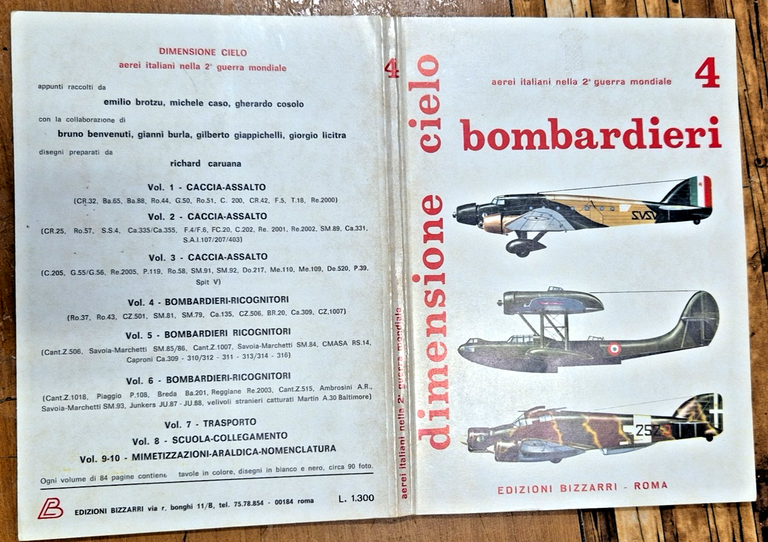 DIMENSIONE CIELO
aerei italiani nella 2ª guerra mondiale
appunti raccolti da
emilio brotzu, michele caso, gherardo cosolo
con la collaborazione di
bruno benvenuti, gianni burla, gilberto giappichelli, giorgio licitra
disegni preparati da
richard caruana
Vol. 1 - CACCIA-ASSALTO
(CR.32, Ba.65, Ba.88, Ro.44, G.50, Ro.51, C. 200, CR.42, F.5, T.18, Re.2000)
Vol. 2 - CACCIA-ASSALTO
(CR.25, Ro.57, S.S.4, Ca.335/Ca.355, F.4/F.6, FC.20, C.202, Re. 2001, Re.2002, SM.89, Ca.331,
S.A.I.107/207/403)
Vol. 3 - CACCIA-ASSALTO
(C.205, G.55/G.56, Re.2005, P.119, Ro.58, SM.91, SM.92, Do.217, Me.110, Me.109, De.520, P.39,
Spit V)
Vol. 4 - BOMBARDIERI-RICOGNITORI
(Ro.37, Ro.43, CZ.501, SM.81, SM.79, Ca.135, CZ.506, BR.20, Ca.309, CZ.1007)
Vol. 5 - BOMBARDIERI RICOGNITORI
(Cant.Z.506, Savoia-Marchetti SM.85/86, Cant.Z.1007, Savoia-Marchetti SM.84, CMASA RS.14,
Caproni Ca.309 - 310/312 - 311 - 313/314 - 316)
Vol. 6 - BOMBARDIERI-RICOGNITORI
(Cant.Z.1018, Piaggio P.108, Breda Ba.201, Reggiane Re.2003, Cant.Z.515, Ambrosini A.R.,
Savoia-Marchetti SM.93, Junkers JU.87 - JU.88, velivoli stranieri catturati Martin A.30 Baltimore)
Vol. 7 - TRASPORTO
Vol. 8 - SCUOLA-COLLEGAMENTO
Vol. 9-10 - MIMETIZZAZIONI-ARALDICA-NOMENCLATURA
Ogni volume di 84 pagine contiene tavole in colore, disegni in bianco e nero, circa 90 foto.
EDIZIONI BIZZARRI via r. bonghi 11/B, tel. 75.78.854 - 00184 roma
L. 1.300
4
aerei italiani nella 2ª guerra mondiale
dimensione cielo
aerei italiani nella 2ª guerra mondiale
4
bombardieri
252
EDIZIONI BIZZARRI - ROMA